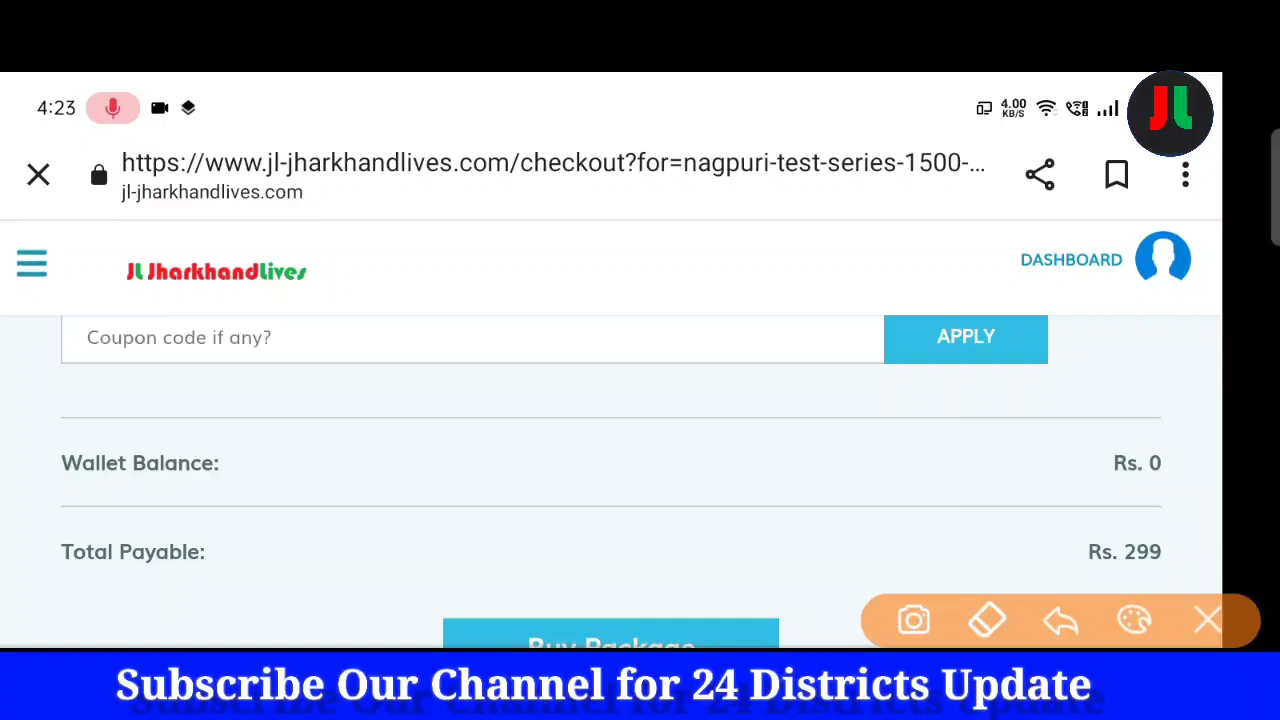 4:23
4.00
KB/S
JL
https://www.jl-jharkhandlives.com/checkout?for=nagpuri-test-series-1500-...
jl-jharkhandlives.com
JL JharkhandLives
DASHBOARD
Coupon code if any?
APPLY
Wallet Balance:
Rs. 0
Total Payable:
Rs. 299
Buy Package
Subscribe Our Channel for 24 Districts Update